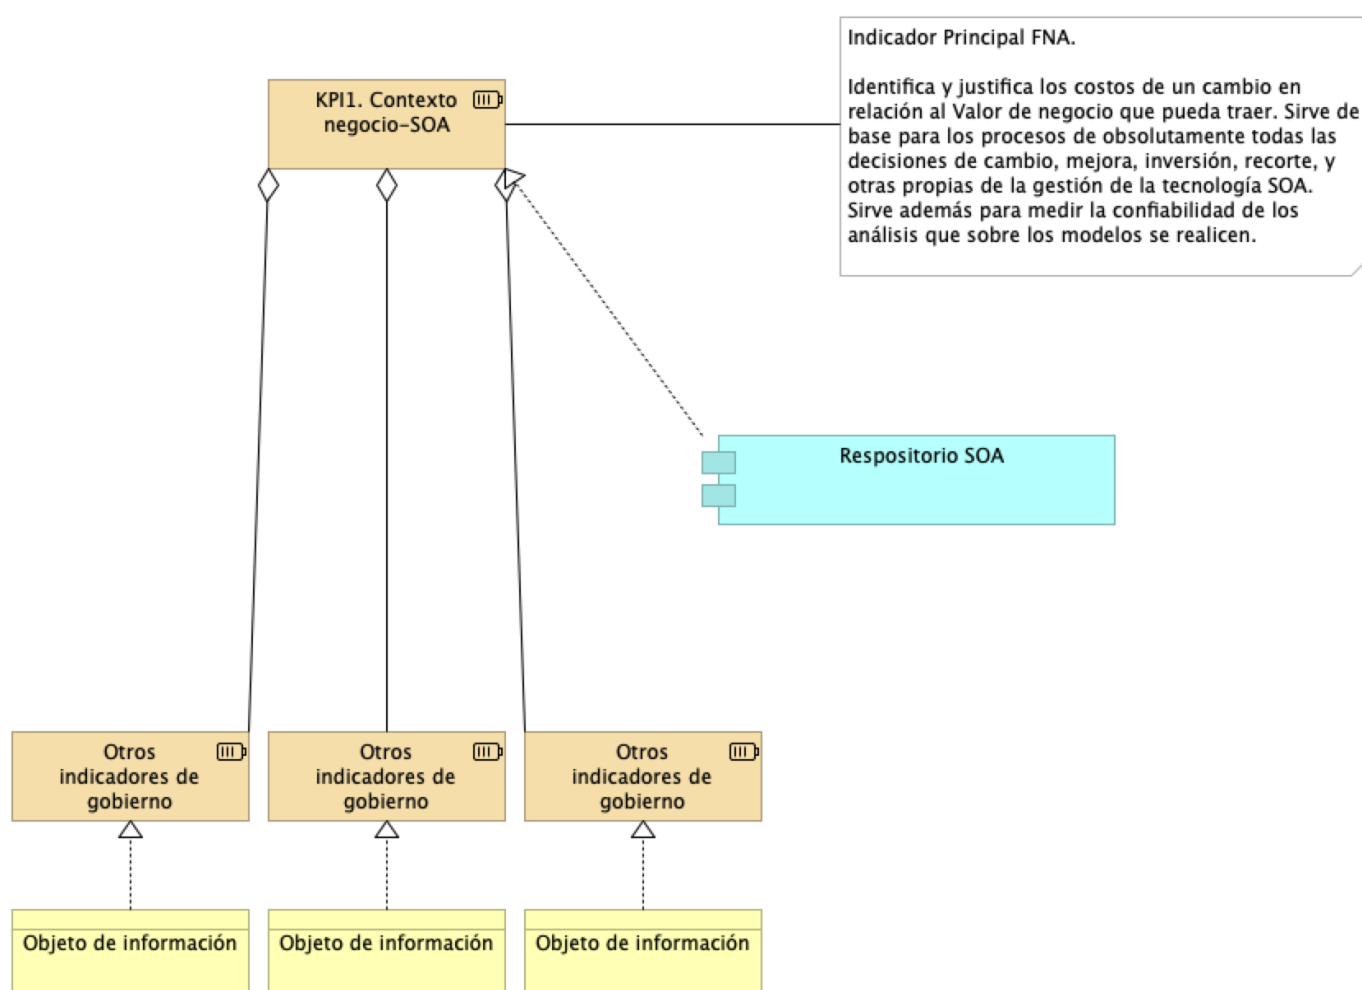 KPI1. Contexto
negocio-SOA
Indicador Principal FNA.
Identifica y justifica los costos de un cambio en
relación al Valor de negocio que pueda traer. Sirve de
base para los procesos de obsolutamente todas las
decisiones de cambio, mejora, inversión, recorte, y
otras propias de la gestión de la tecnología SOA.
Sirve además para medir la confiabilidad de los
análisis que sobre los modelos se realicen.
Respositorio SOA
Otros
indicadores de
gobierno
Otros
indicadores de
gobierno
Otros
indicadores de
gobierno
Objeto de información
Objeto de información
Objeto de información